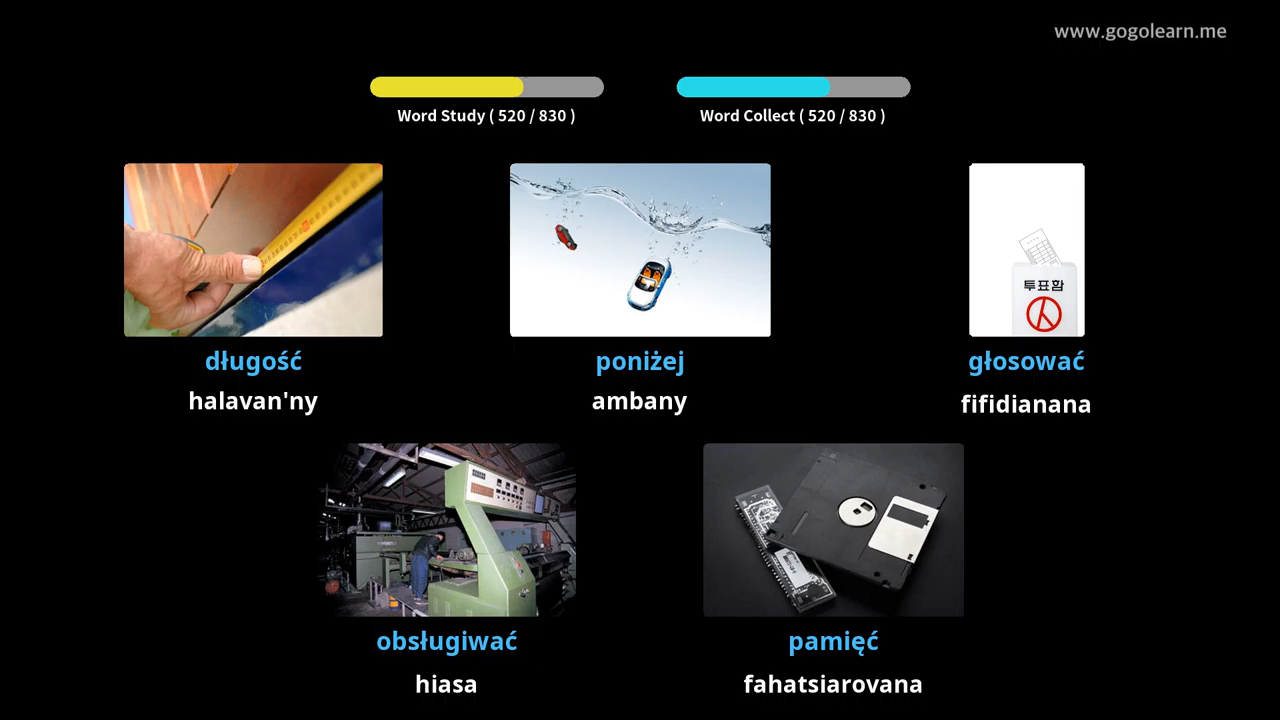 www.gogolearn.me
Word Study ( 520 / 830 )
Word Collect ( 520 / 830 )
투표함
długość
halavan'ny
poniżej
ambany
głosować
fifidianana
obsługiwać
hiasa
pamięć
fahatsiarovana